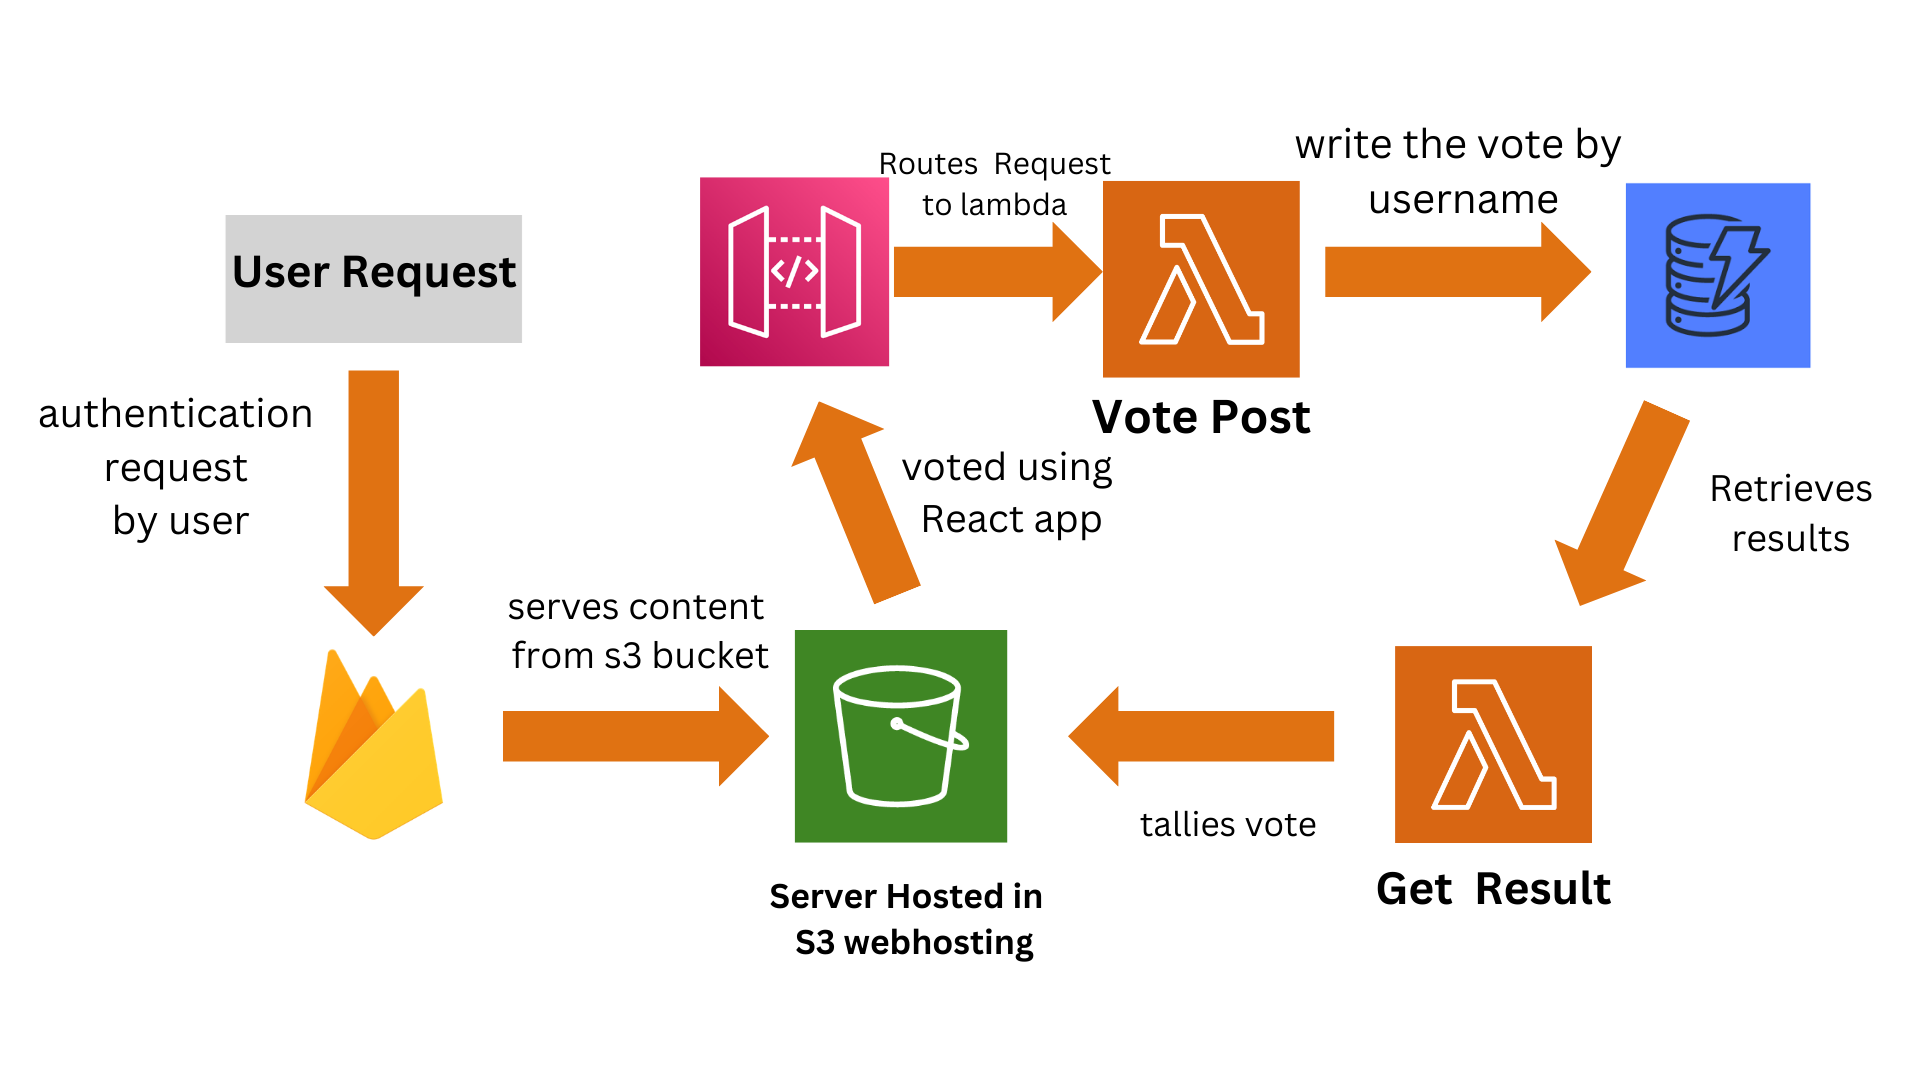 User Request
authentication
request
by user
serves content
from s3 bucket
Server Hosted in
S3 webhosting
voted using
React app
</>
Routes  Request
to lambda
Vote Post
write the vote by
username
Retrieves
results
Get  Result
tallies vote